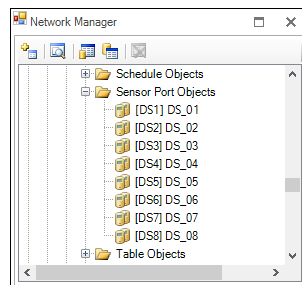 Network Manager
Schedule Objects
Sensor Port Objects
[DS1] DS_01
[DS2] DS_02
[DS3] DS_03
[DS4] DS_04
[DS5] DS_05
[DS6] DS_06
[DS7] DS_07
[DS8] DS_08
Table Objects